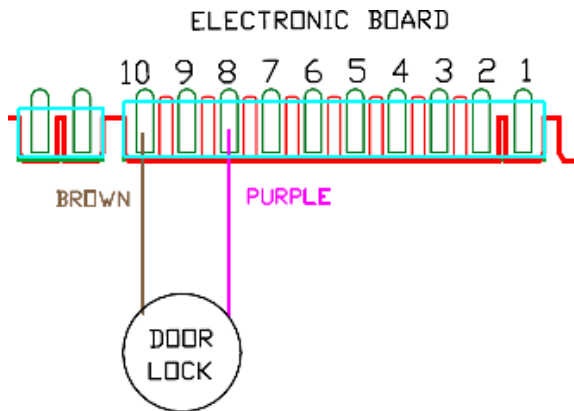 ELECTRONIC BOARD
10 9 8 7 6 5 4 3 2 1
BROWN PURPLE
DOOR
LOCK